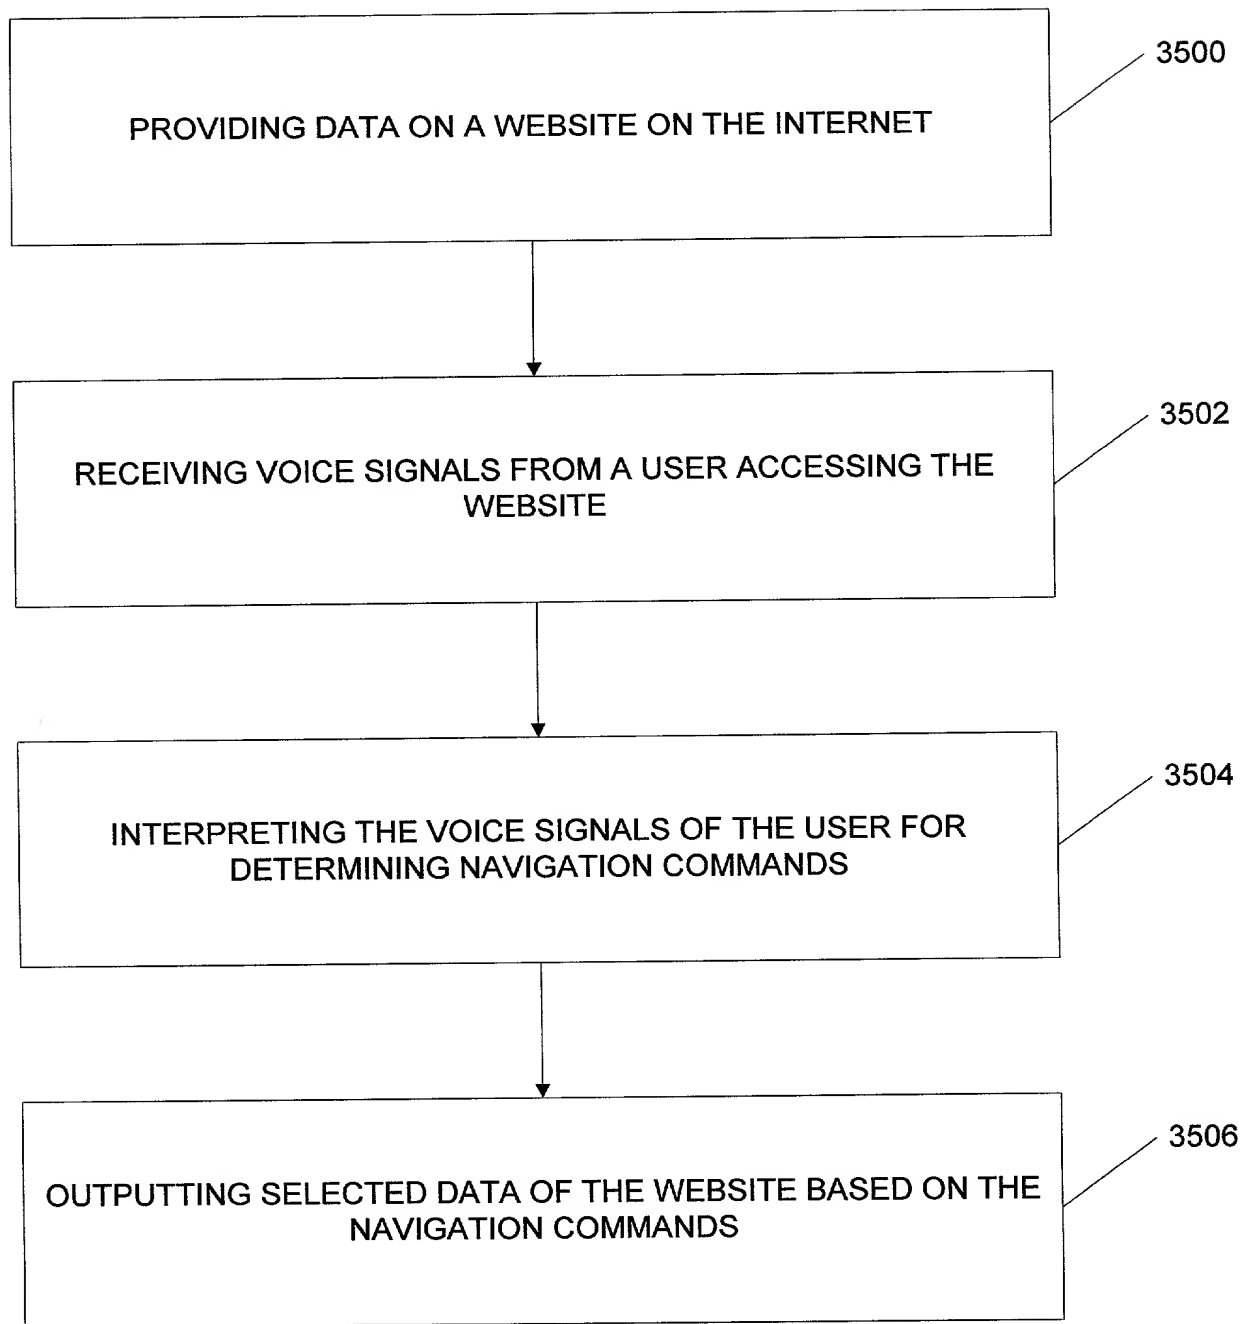 PROVIDING DATA ON A WEBSITE ON THE INTERNET
3500
RECEIVING VOICE SIGNALS FROM A USER ACCESSING THE
WEBSITE
3502
INTERPRETING THE VOICE SIGNALS OF THE USER FOR
DETERMINING NAVIGATION COMMANDS
3504
OUTPUTTING SELECTED DATA OF THE WEBSITE BASED ON THE
NAVIGATION COMMANDS
3506